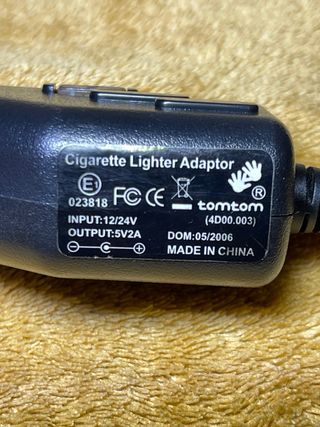 Cigarette Lighter Adaptor
E1 FC CE ®
023818 tomtom
INPUT:12/24V (4D00.003)
OUTPUT:5V2A DOM:05/2006
MADE IN CHINA